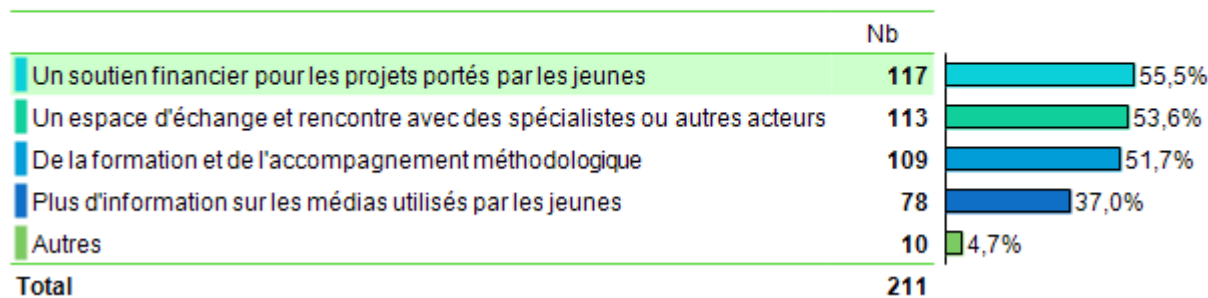 Nb
Un soutien financier pour les projets portés par les jeunes 117 55,5%
Un espace d'échange et rencontre avec des spécialistes ou autres acteurs 113 53,6%
De la formation et de l'accompagnement méthodologique 109 51,7%
Plus d'information sur les médias utilisés par les jeunes 78 37,0%
Autres 10 4,7%
Total 211